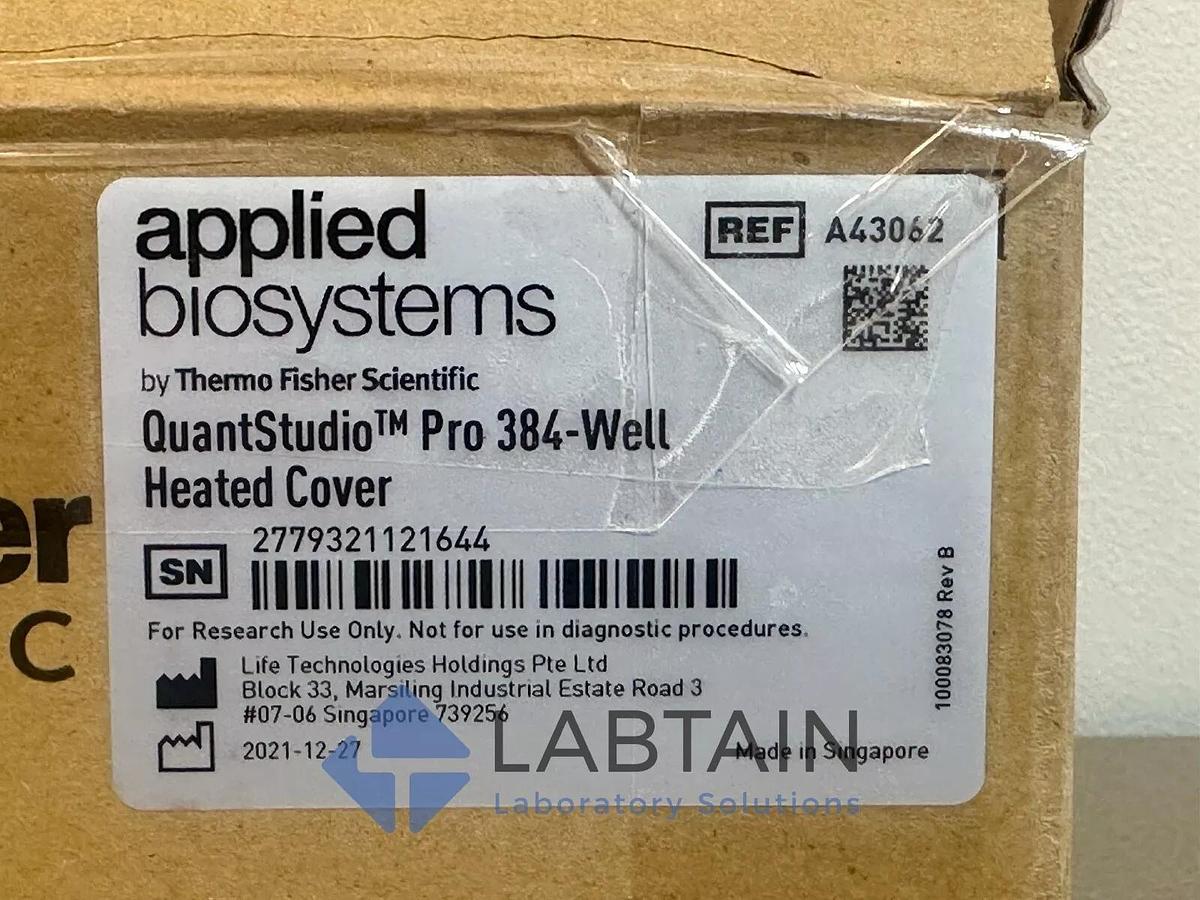 applied
biosystems
by Thermo Fisher Scientific
REF A43062
QuantStudio™ Pro 384-Well
Heated Cover
SN 2779321121644
For Research Use Only. Not for use in diagnostic procedures.
Life Technologies Holdings Pte Ltd
Block 33, Marsiling Industrial Estate Road 3
#07-06 Singapore 739256
2021-12-27
Made in Singapore
100083078 Rev B
er
C
LABTAIN
Laboratory Solutions